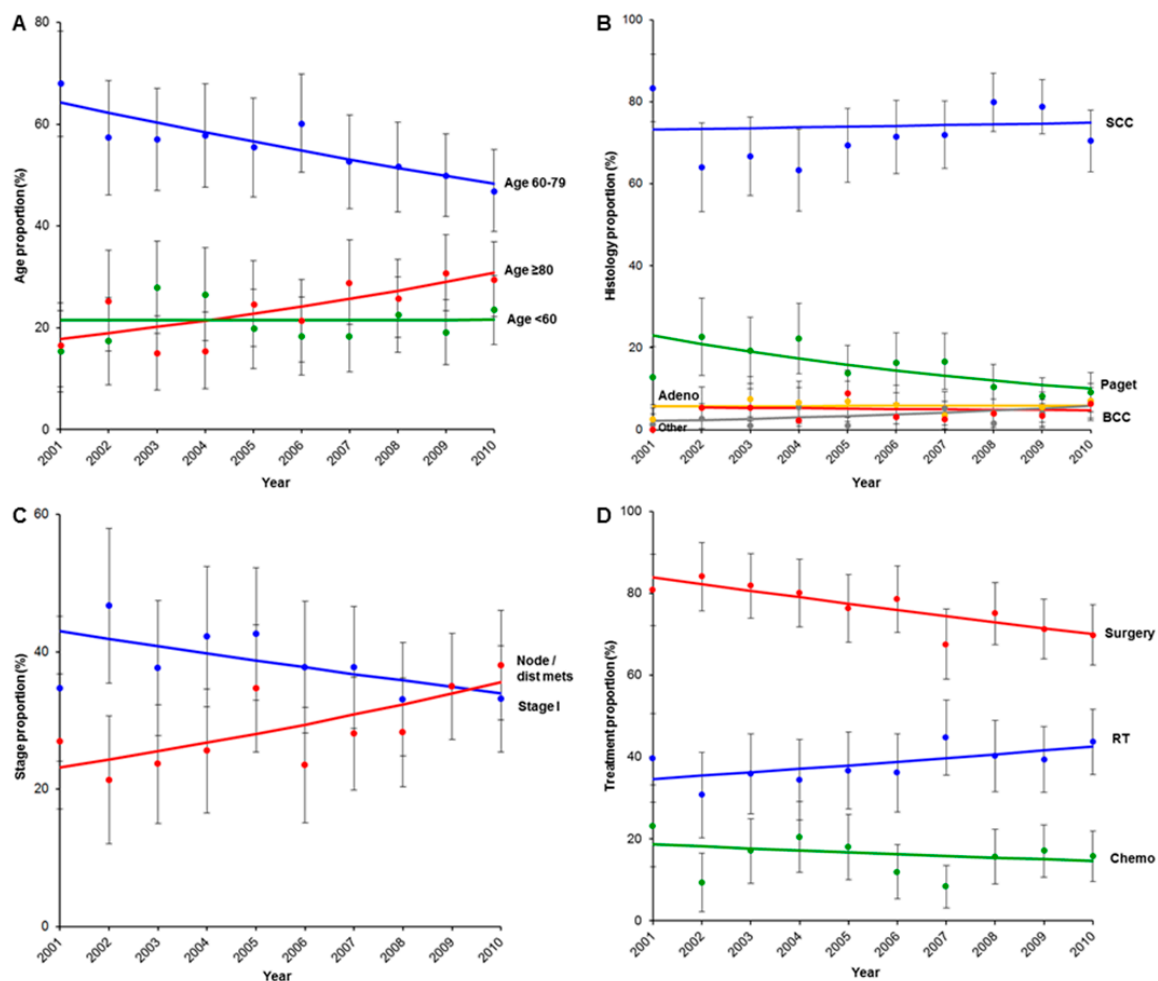 A
Age proportion (%)
80
60
40
20
0
Age 60-79
Age ≥80
Age <60
2001
2002
2003
2004
2005
2006
2007
2008
2009
2010
Year
B
Histology proportion (%)
100
80
60
40
20
0
SCC
Paget
Adeno
BCC
Other
2001
2002
2003
2004
2005
2006
2007
2008
2009
2010
Year
C
Stage proportion (%)
60
40
20
0
Node /
dist mets
Stage I
2001
2002
2003
2004
2005
2006
2007
2008
2009
2010
Year
D
Treatment proportion (%)
100
80
60
40
20
0
Surgery
RT
Chemo
2001
2002
2003
2004
2005
2006
2007
2008
2009
2010
Year